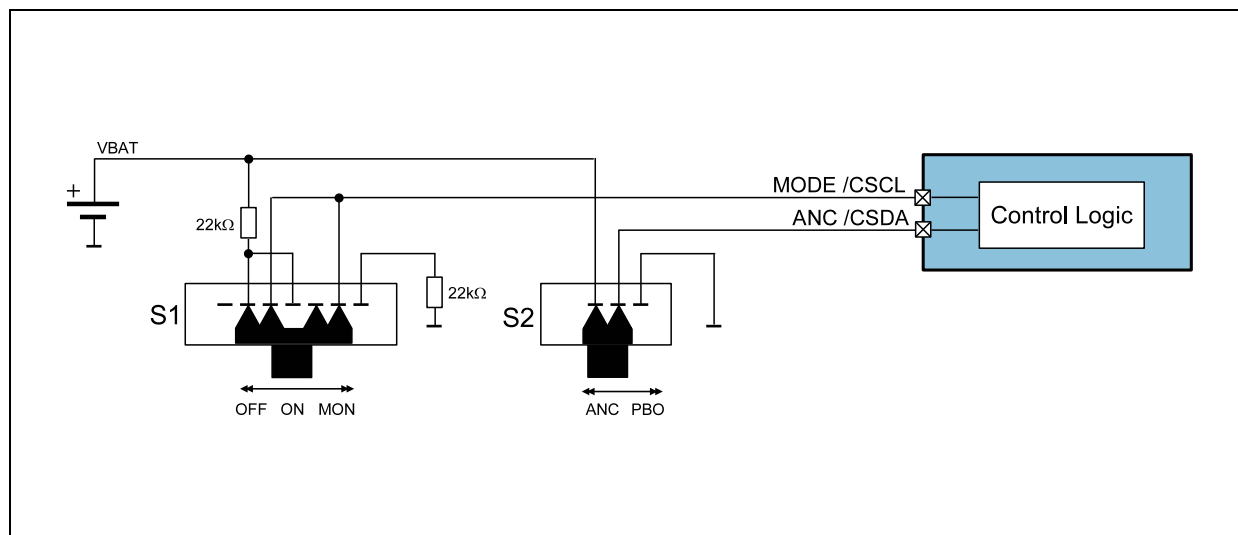 VBAT
+
22kΩ
MODE /CSCL
ANC /CSDA
Control Logic
22kΩ
S1
S2
OFF ON MON
ANC PBO